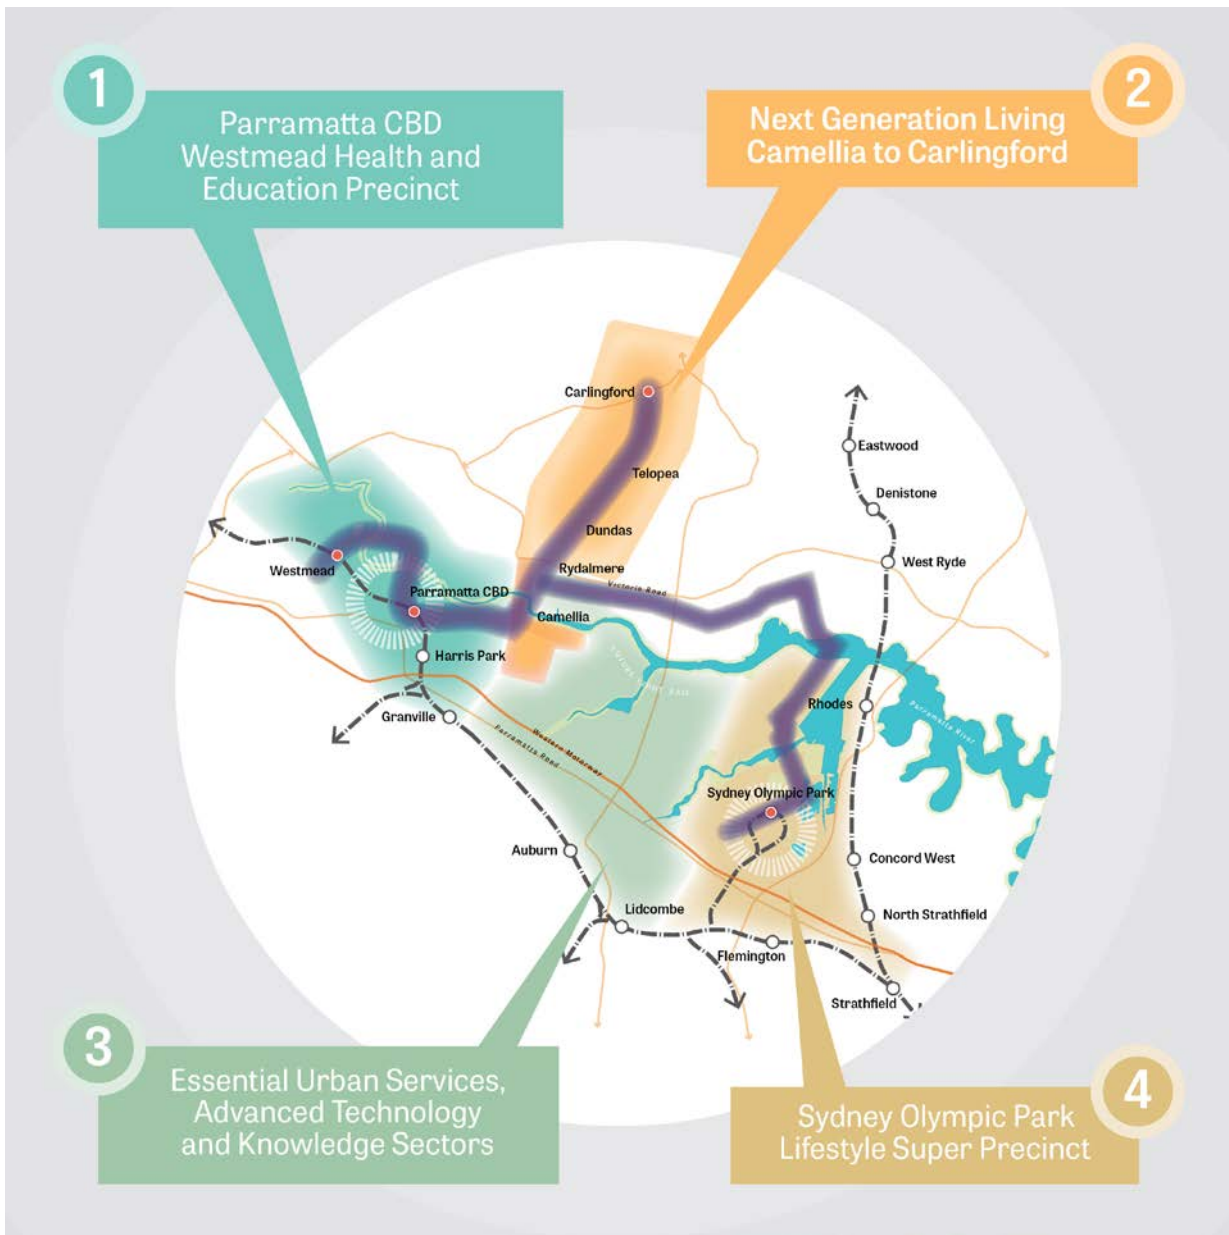 1
Parramatta CBD
Westmead Health and
Education Precinct
2
Next Generation Living
Camellia to Carlingford
Carlingford
Eastwood
Telopea
Denistone
Dundas
West Ryde
Rydalmere
Westmead
Victoria Road
Parramatta CBD
Camellia
Harris Park
Rhodes
Parramatta River
Granville
Western Motorway
Parramatta Road
Sydney Olympic Park
Auburn
Concord West
Lidcombe
North Strathfield
Flemington
Strathfield
3
Essential Urban Services,
Advanced Technology
and Knowledge Sectors
4
Sydney Olympic Park
Lifestyle Super Precinct